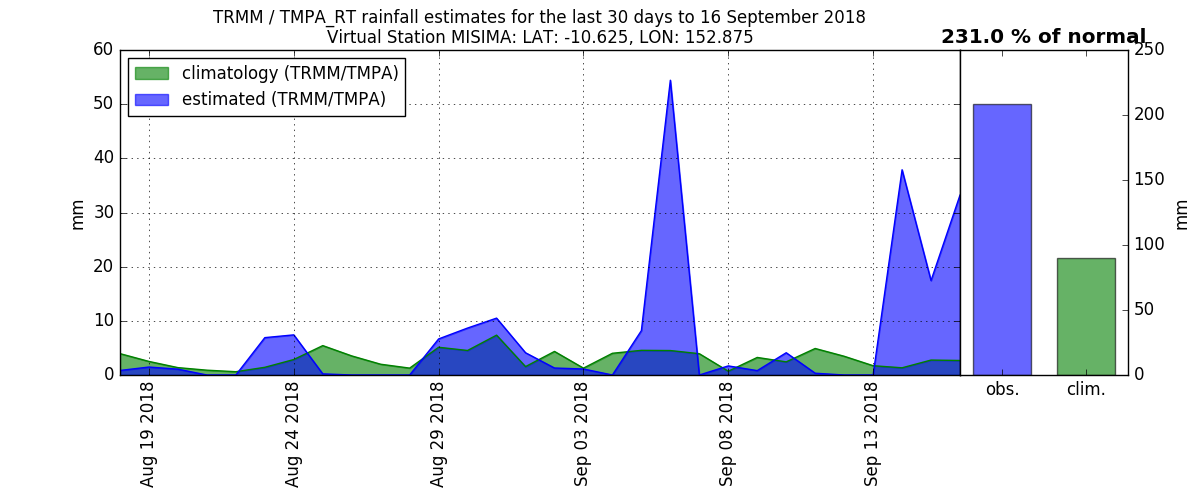 TRMM / TMPA_RT rainfall estimates for the last 30 days to 16 September 2018
Virtual Station MISIMA: LAT: -10.625, LON: 152.875
231.0 % of normal
climatology (TRMM/TMPA)
estimated (TRMM/TMPA)
60
50
40
30
20
10
0
mm
Aug 19 2018
Aug 24 2018
Aug 29 2018
Sep 03 2018
Sep 08 2018
Sep 13 2018
250
200
150
100
50
0
mm
obs.
clim.